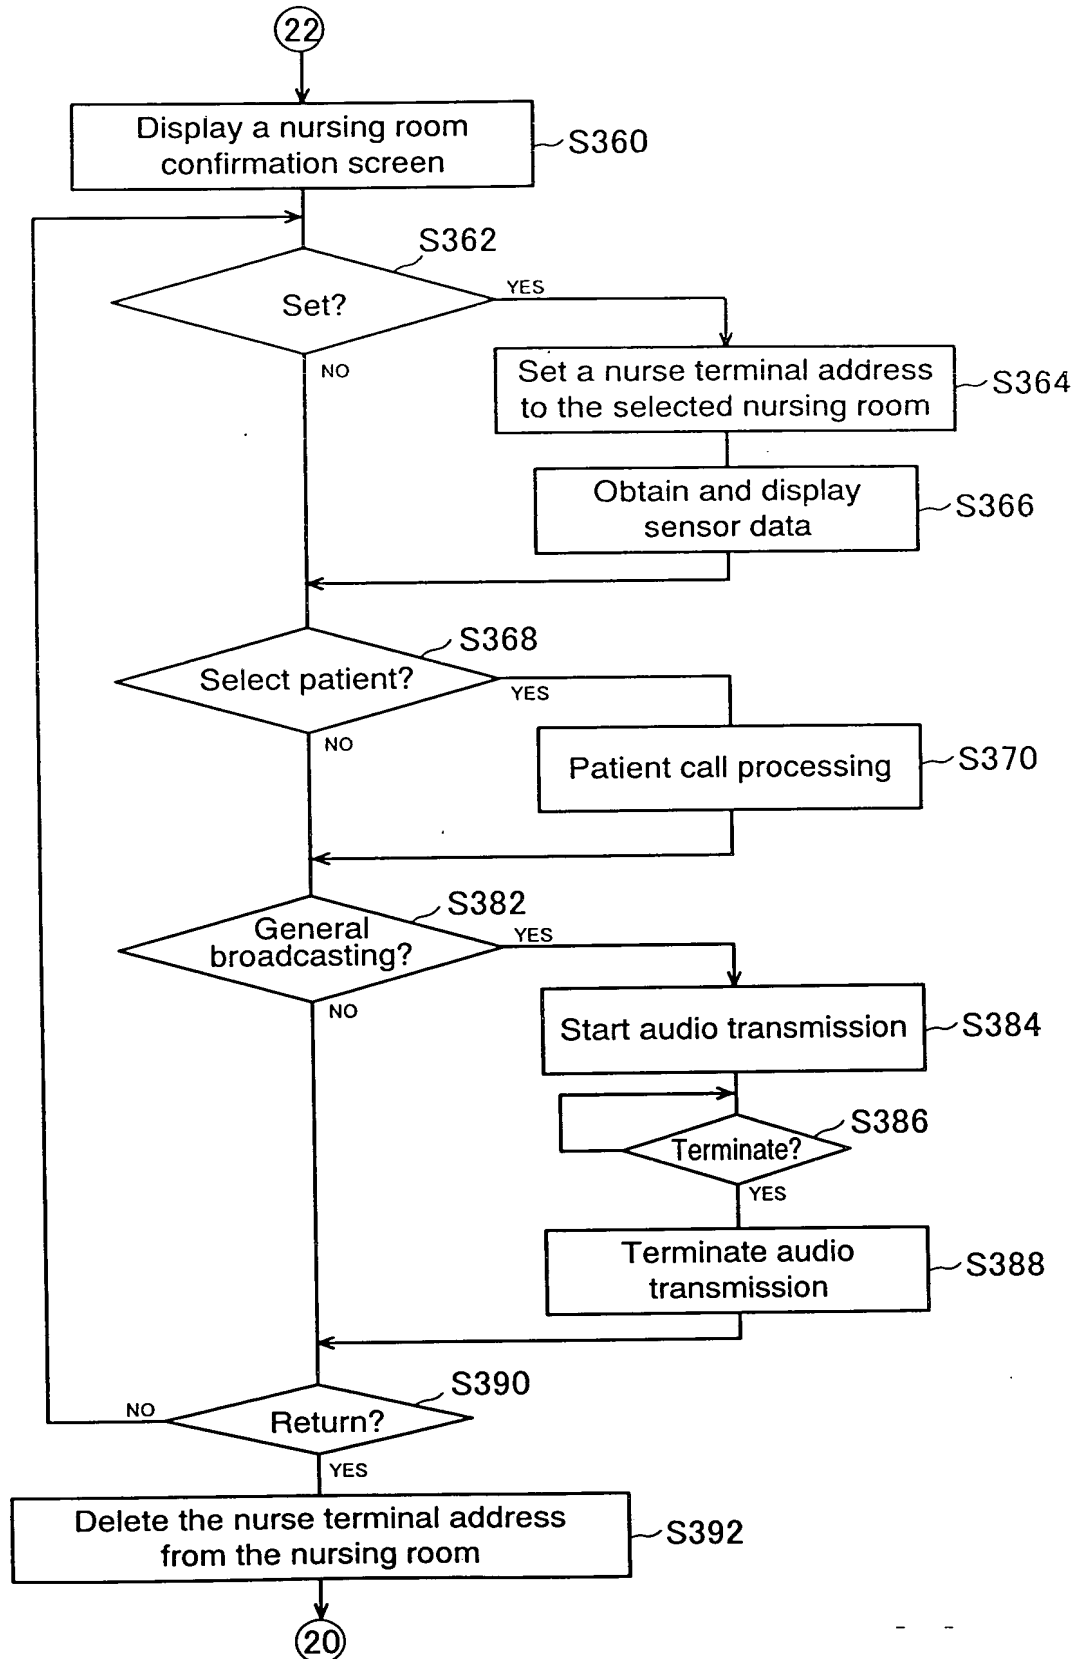 22
Display a nursing room
confirmation screen
S360
S362
Set?
YES
NO
Set a nurse terminal address
to the selected nursing room
S364
Obtain and display
sensor data
S366
S368
Select patient?
YES
NO
Patient call processing
S370
S382
General
broadcasting?
YES
NO
Start audio transmission
S384
S386
Terminate?
YES
Terminate audio
transmission
S388
S390
NO
Return?
YES
Delete the nurse terminal address
from the nursing room
S392
20